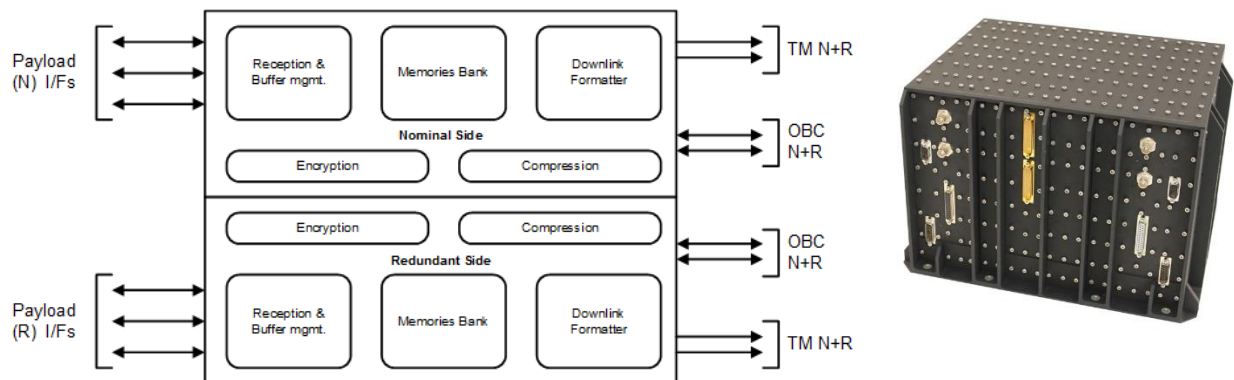 Payload
(N) I/Fs
Reception &
Buffer mgmt.
Memories Bank
Downlink
Formatter
TM N+R
Nominal Side
OBC
N+R
Encryption
Compression
Encryption
Compression
Redundant Side
OBC
N+R
Payload
(R) I/Fs
Reception &
Buffer mgmt.
Memories Bank
Downlink
Formatter
TM N+R